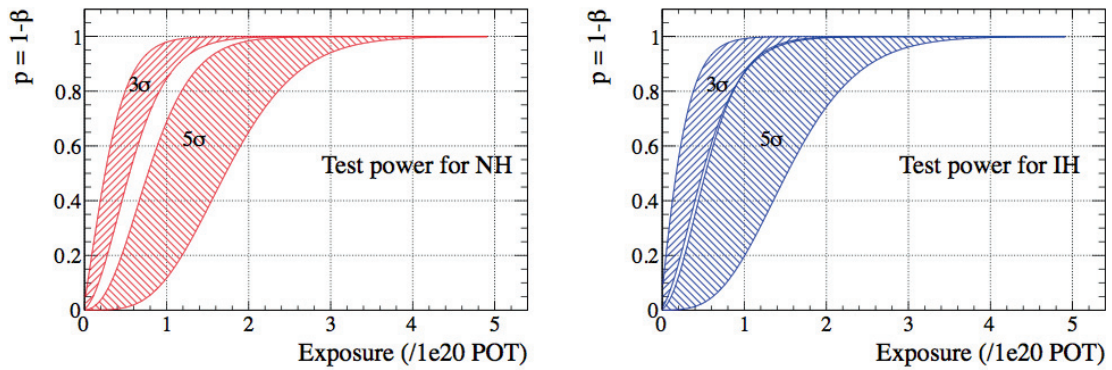 p = 1-β
1
0.8
0.6
0.4
0.2
0
3σ
5σ
Test power for NH
0 1 2 3 4 5
Exposure (/1e20 POT)
p = 1-β
1
0.8
0.6
0.4
0.2
0
3σ
5σ
Test power for IH
0 1 2 3 4 5
Exposure (/1e20 POT)